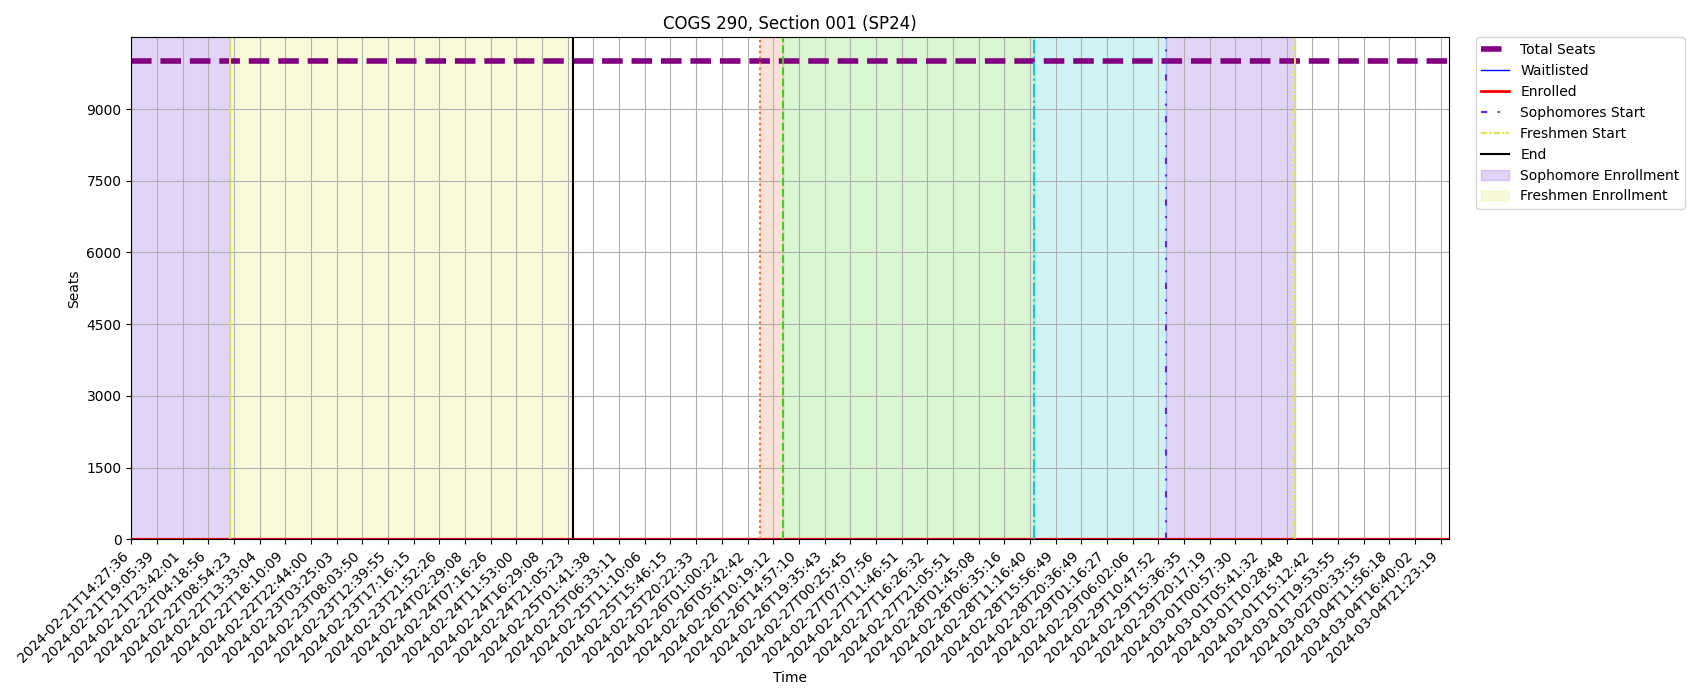 COGS 290, Section 001 (SP24)
Total Seats
Waitlisted
Enrolled
Sophomores Start
Freshmen Start
End
Sophomore Enrollment
Freshmen Enrollment
Seats
9000
7500
6000
4500
3000
1500
0
2024-02-21T14:27:36
2024-02-21T19:05:39
2024-02-21T23:42:01
2024-02-22T04:18:56
2024-02-22T08:54:23
2024-02-22T13:33:04
2024-02-22T18:10:09
2024-02-22T22:44:00
2024-02-23T03:25:03
2024-02-23T08:03:50
2024-02-23T12:39:55
2024-02-23T17:16:15
2024-02-23T21:52:26
2024-02-24T02:29:08
2024-02-24T07:16:26
2024-02-24T11:53:00
2024-02-24T16:29:08
2024-02-24T21:05:23
2024-02-25T01:41:38
2024-02-25T06:33:11
2024-02-25T11:10:06
2024-02-25T15:46:15
2024-02-25T20:22:33
2024-02-26T01:00:22
2024-02-26T05:42:42
2024-02-26T10:19:12
2024-02-26T14:57:10
2024-02-26T19:35:43
2024-02-27T00:25:45
2024-02-27T07:07:56
2024-02-27T11:46:51
2024-02-27T16:26:32
2024-02-27T21:05:51
2024-02-28T01:45:08
2024-02-28T06:35:16
2024-02-28T11:16:40
2024-02-28T15:56:49
2024-02-28T20:36:49
2024-02-29T01:16:27
2024-02-29T06:02:06
2024-02-29T10:47:52
2024-02-29T15:36:35
2024-02-29T20:17:19
2024-03-01T00:57:30
2024-03-01T05:41:32
2024-03-01T10:28:48
2024-03-01T15:12:42
2024-03-01T19:53:55
2024-03-02T00:33:55
2024-03-04T11:56:18
2024-03-04T16:40:02
2024-03-04T21:23:19
Time